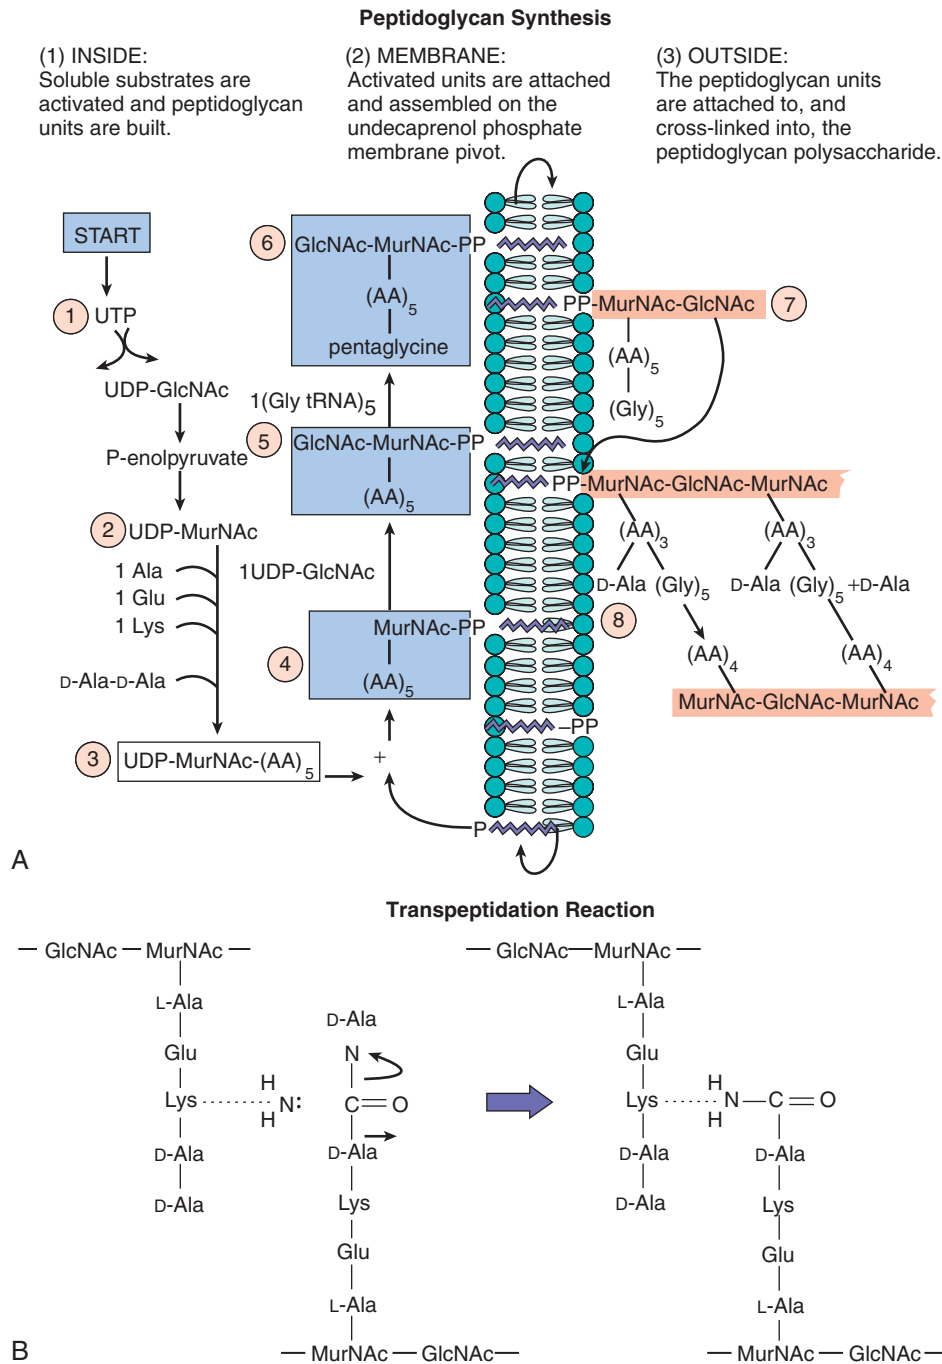 Peptidoglycan Synthesis
(1) INSIDE:
Soluble substrates are
activated and peptidoglycan
units are built.
(2) MEMBRANE:
Activated units are attached
and assembled on the
undecaprenol phosphate
membrane pivot.
(3) OUTSIDE:
The peptidoglycan units
are attached to, and
cross-linked into, the
peptidoglycan polysaccharide.
START
1 UTP
UDP-GlcNAc
P-enolpyruvate
2 UDP-MurNAc
1 Ala
1 Glu
1 Lys
D-Ala-D-Ala
3 UDP-MurNAc-(AA)5
+
P
4
MurNAc-PP
(AA)5
1UDP-GlcNAc
5
GlcNAc-MurNAc-PP
(AA)5
1(Gly tRNA)5
6
GlcNAc-MurNAc-PP
(AA)5
pentaglycine
PP-MurNAc-GlcNAc 7
(AA)5
(Gly)5
PP-MurNAc-GlcNAc-MurNAc
(AA)3 (AA)3
D-Ala (Gly)5 D-Ala (Gly)5 +D-Ala
8
(AA)4 (AA)4
MurNAc-GlcNAc-MurNAc
–PP
A
Transpeptidation Reaction
— GlcNAc — MurNAc —
L-Ala
Glu
Lys
D-Ala
D-Ala
H
H
N:
D-Ala
N
C=O
D-Ala
Lys
Glu
L-Ala
— MurNAc — GlcNAc —
— GlcNAc — MurNAc —
L-Ala
Glu
Lys
D-Ala
D-Ala
H
H
N—C=O
D-Ala
Lys
Glu
L-Ala
— MurNAc — GlcNAc —
B